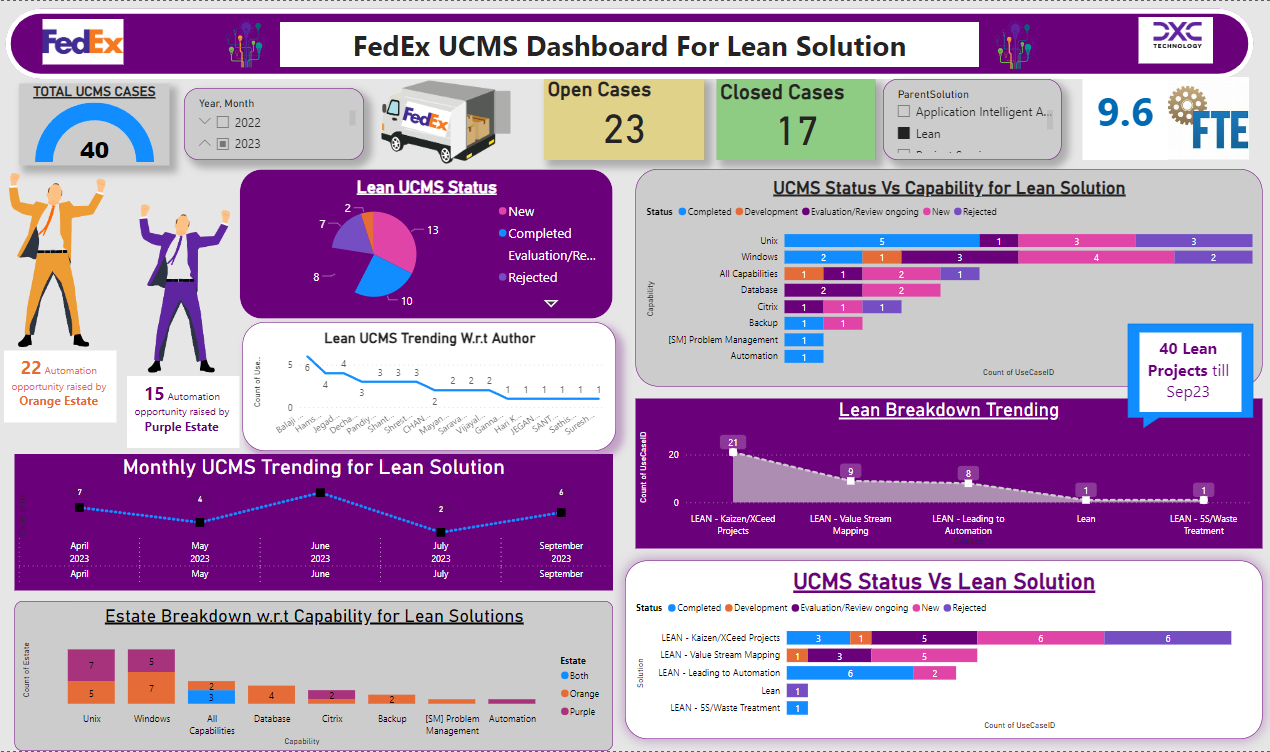 FedEx
FedEx UCMS Dashboard For Lean Solution
DXC
TECHNOLOGY
TOTAL UCMS CASES
40
Year, Month
2022
2023
FedEx
Open Cases
23
Closed Cases
17
ParentSolution
Application Intelligent A...
Lean
9.6
FTE
22 Automation
opportunity raised by
Orange Estate
15 Automation
opportunity raised by
Purple Estate
Lean UCMS Status
2
7
13
8
10
New
Completed
Evaluation/Re...
Rejected
Lean UCMS Trending W.r.t Author
Count of Use...
5
0
6
4
4
3
3
3
3
2
2
2
2
1
1
1
1
1
1
Balaji ...
Hams...
Jegad...
Decha...
Pandiy...
Shant...
Shrest...
CHAN...
Mayan...
Sarava...
Vijayal...
Ganna...
Hari K...
JEGAN...
SANT...
Sathis...
Suresh...
UCMS Status Vs Capability for Lean Solution
Status Completed Development Evaluation/Review ongoing New Rejected
Capability
Unix 5 1 3 3
Windows 2 1 3 4 2
All Capabilities 1 1 2 1
Database 2 2
Citrix 1 1 1
Backup 1 1
[SM] Problem Management 1
Automation 1
Count of UseCaseID
40 Lean
Projects till
Sep23
Lean Breakdown Trending
Count of UseCaseID
20
0
21
9
8
1
1
LEAN - Kaizen/XCeed
Projects
LEAN - Value Stream
Mapping
LEAN - Leading to
Automation
Lean
LEAN - 5S/Waste
Treatment
Monthly UCMS Trending for Lean Solution
7
4
2
6
April
2023
May
2023
June
2023
July
2023
September
2023
April
May
June
July
September
Estate Breakdown w.r.t Capability for Lean Solutions
Count of Estate
7
5
5
7
2
3
4
2
2
Unix
Windows
All
Capabilities
Database
Citrix
Backup
[SM] Problem
Management
Automation
Capability
Estate
Both
Orange
Purple
UCMS Status Vs Lean Solution
Status Completed Development Evaluation/Review ongoing New Rejected
Solution
LEAN - Kaizen/XCeed Projects 3 1 5 6 6
LEAN - Value Stream Mapping 1 3 5
LEAN - Leading to Automation 6 2
Lean 1
LEAN - 5S/Waste Treatment 1
Count of UseCaseID